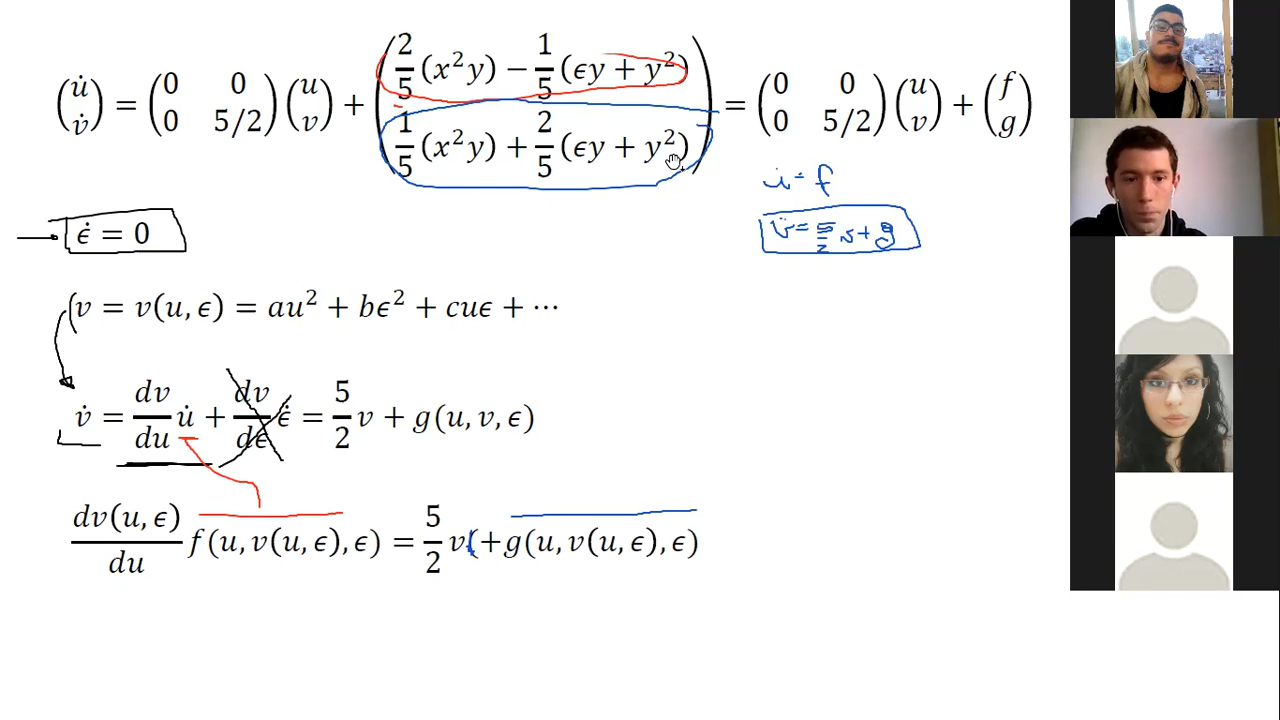 (u̇ v̇) = (0 0 0 5/2)(u v) + (2/5 (x²y) − 1/5 (ϵy + y²) 1/5 (x²y) + 2/5 (ϵy + y²)) = (0 0 0 5/2)(u v) + (f g)
u̇ = f
ϵ̇ = 0
v̇ = 5/2 v + g
v = v(u, ϵ) = au² + bϵ² + cuϵ + ⋯
v̇ = dv/du u̇ + dv/dϵ ϵ̇ = 5/2 v + g(u, v, ϵ)
dv(u, ϵ)/du f(u, v(u, ϵ), ϵ) = 5/2 v(+g(u, v(u, ϵ), ϵ)